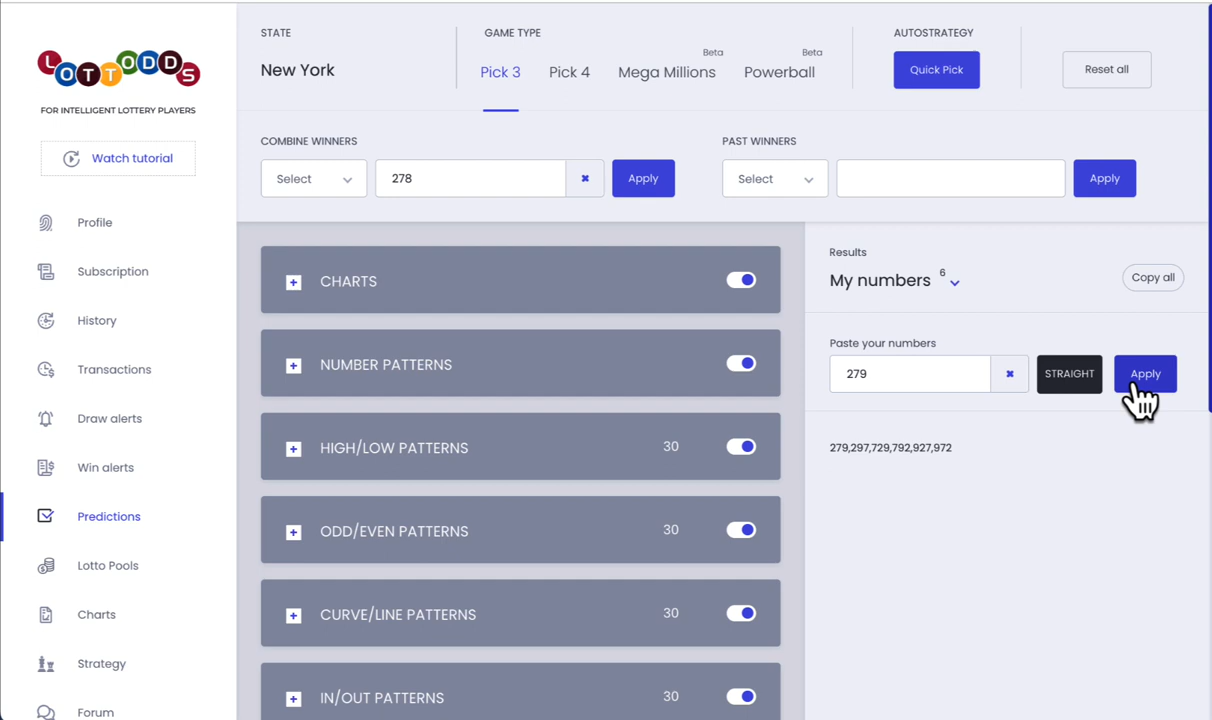 LOTTODDS
FOR INTELLIGENT LOTTERY PLAYERS
Watch tutorial
Profile
Subscription
History
Transactions
Draw alerts
Win alerts
Predictions
Lotto Pools
Charts
Strategy
Forum
STATE
New York
GAME TYPE
Pick 3
Pick 4
Beta
Mega Millions
Beta
Powerball
AUTOSTRATEGY
Quick Pick
Reset all
COMBINE WINNERS
Select
278
Apply
PAST WINNERS
Select
Apply
CHARTS
NUMBER PATTERNS
HIGH/LOW PATTERNS 30
ODD/EVEN PATTERNS 30
CURVE/LINE PATTERNS 30
IN/OUT PATTERNS 30
Results
My numbers 6
Copy all
Paste your numbers
279
STRAIGHT
Apply
279,297,729,792,927,972